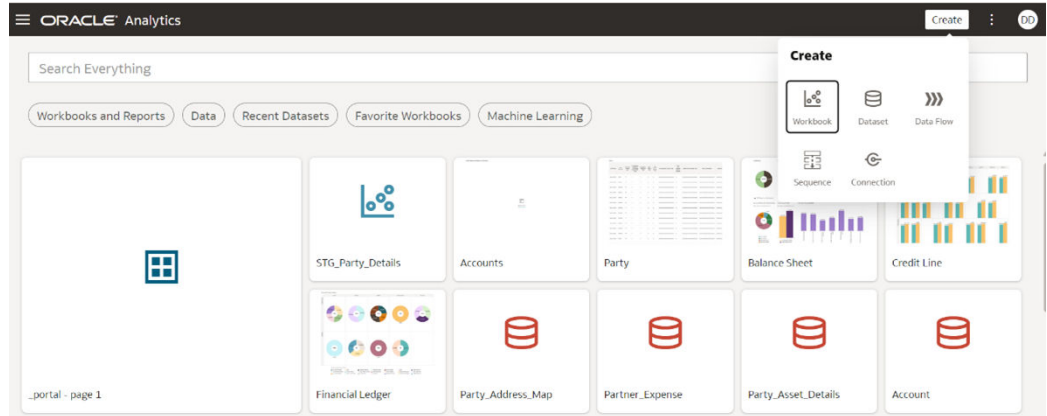 ORACLE Analytics
Create
DD
Search Everything
Workbooks and Reports Data Recent Datasets Favorite Workbooks Machine Learning
Create
Workbook Dataset Data Flow
Sequence Connection
STG_Party_Details Accounts Party Balance Sheet Credit Line
_portal - page 1 Financial Ledger Party_Address_Map Partner_Expense Party_Asset_Details Account